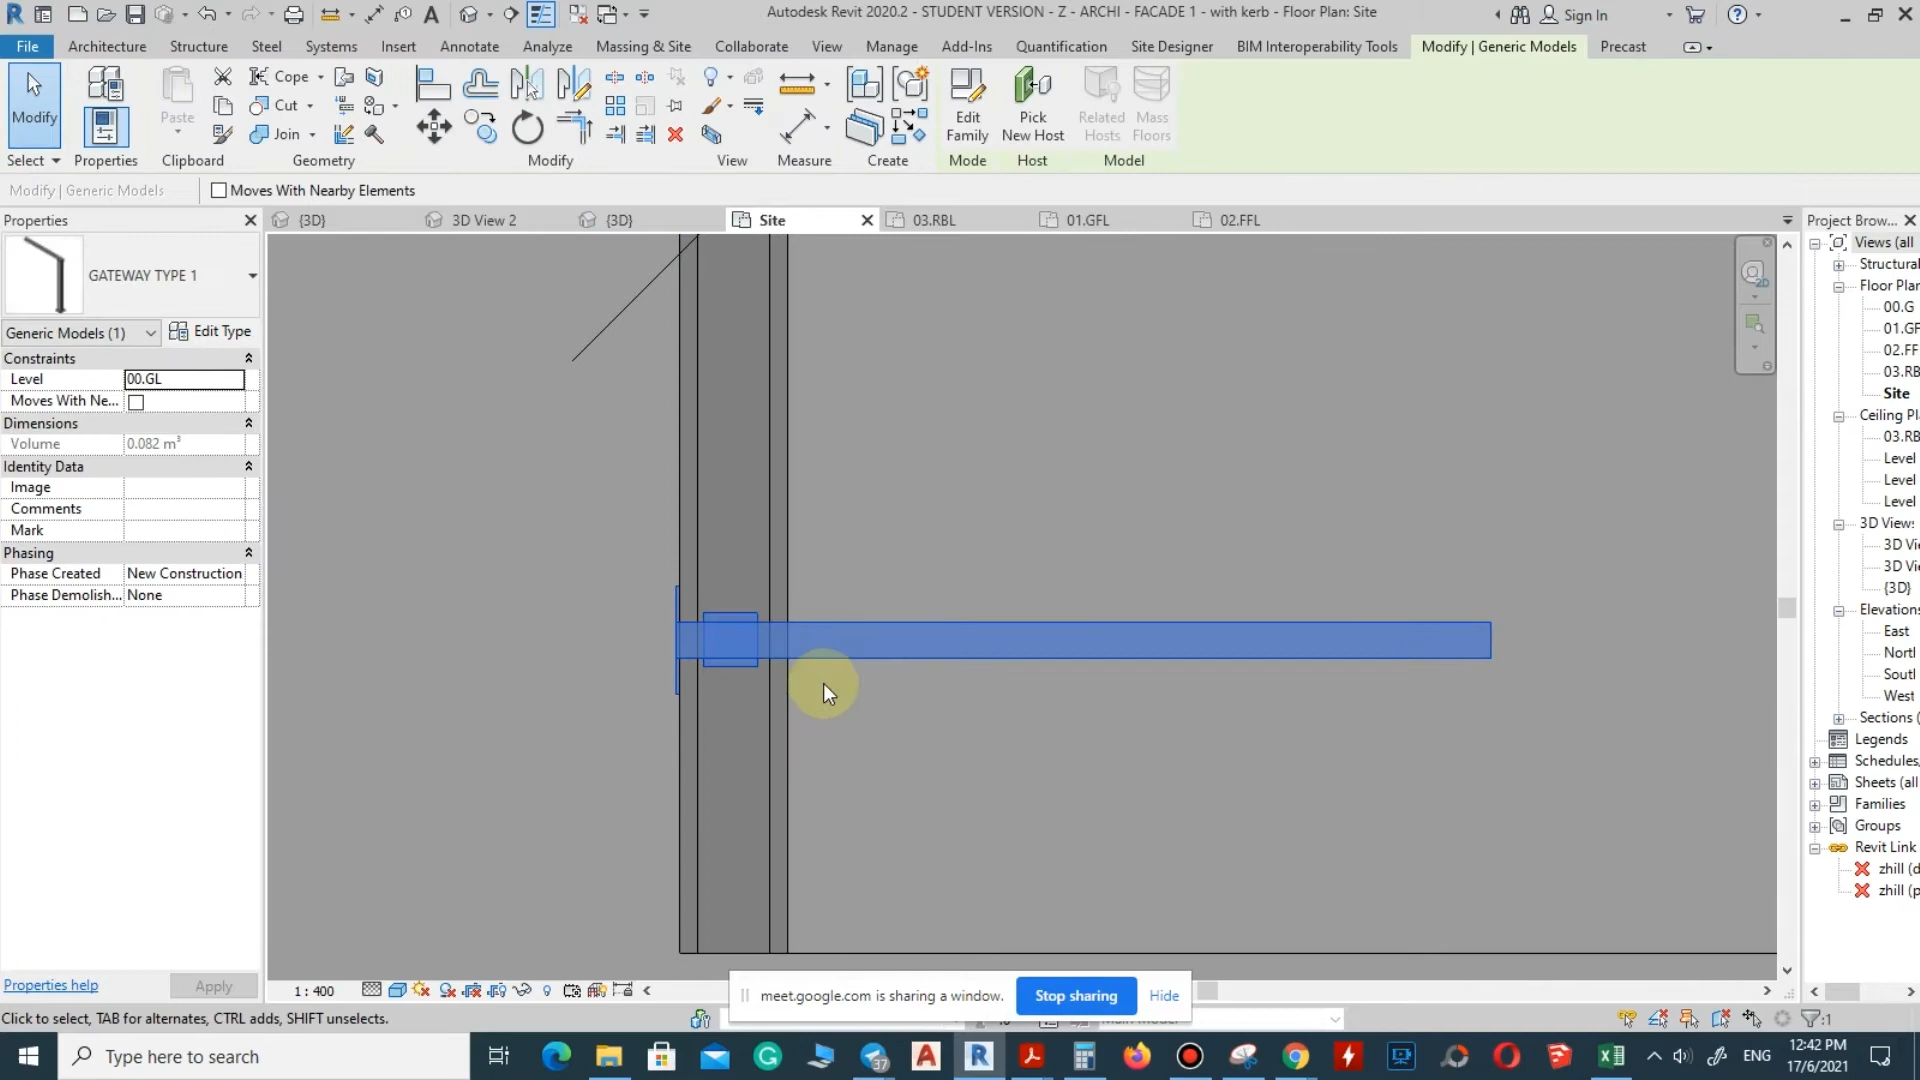 Autodesk Revit 2020.2 - STUDENT VERSION - Z - ARCHI - FACADE 1 - with kerb - Floor Plan: Site
Sign In
File Architecture Structure Steel Systems Insert Annotate Analyze Massing & Site Collaborate View Manage Add-Ins Quantification Site Designer BIM Interoperability Tools Modify | Generic Models Precast
Modify
Paste
Cope
Cut
Join
Edit Family
Pick New Host
Related Hosts
Mass Floors
Select Properties Clipboard Geometry Modify View Measure Create Mode Host Model
Modify | Generic Models
Moves With Nearby Elements
Properties
{3D}
3D View 2
{3D}
Site
03.RBL
01.GFL
02.FFL
Project Brow...
GATEWAY TYPE 1
Generic Models (1)
Edit Type
Constraints
Level 00.GL
Moves With Ne...
Dimensions
Volume 0.082 m³
Identity Data
Image
Comments
Mark
Phasing
Phase Created New Construction
Phase Demolish... None
Properties help
Apply
2D
Views (all
Structural
Floor Plan
00.G
01.GF
02.FF
03.RB
Site
Ceiling Pl
03.RB
Level
Level
Level
3D Views
3D Vi
3D Vi
{3D}
Elevations
East
Nortl
Soutl
West
Sections (
Legends
Schedules,
Sheets (all
Families
Groups
Revit Link
zhill (d
zhill (p
1 : 400
meet.google.com is sharing a window.
Stop sharing
Hide
Click to select, TAB for alternates, CTRL adds, SHIFT unselects.
:1
Type here to search
37
ENG
12:42 PM
17/6/2021